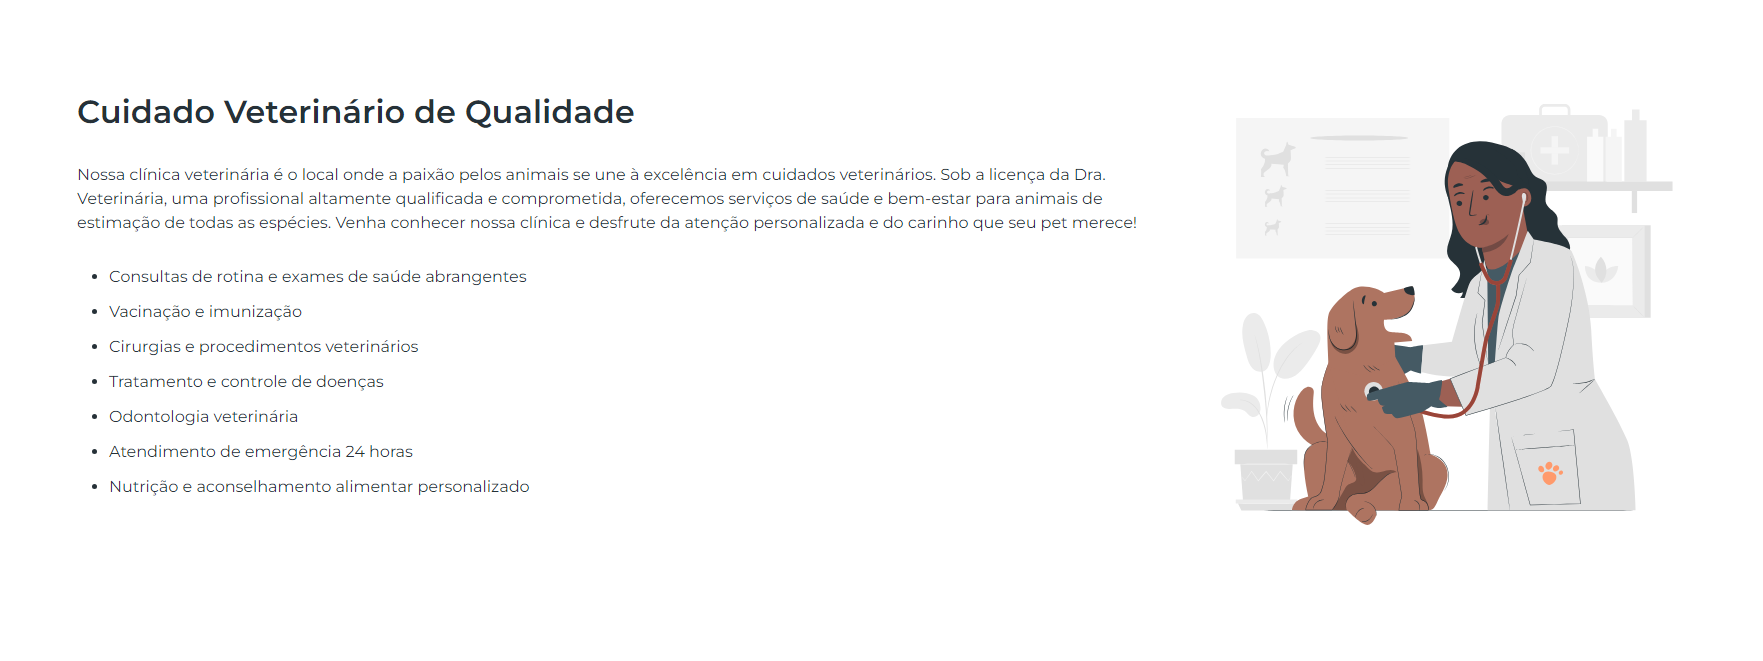 Cuidado Veterinário de Qualidade
Nossa clínica veterinária é o local onde a paixão pelos animais se une à excelência em cuidados veterinários. Sob a licença da Dra.
Veterinária, uma profissional altamente qualificada e comprometida, oferecemos serviços de saúde e bem-estar para animais de
estimação de todas as espécies. Venha conhecer nossa clínica e desfrute da atenção personalizada e do carinho que seu pet merece!
• Consultas de rotina e exames de saúde abrangentes
• Vacinação e imunização
• Cirurgias e procedimentos veterinários
• Tratamento e controle de doenças
• Odontologia veterinária
• Atendimento de emergência 24 horas
• Nutrição e aconselhamento alimentar personalizado